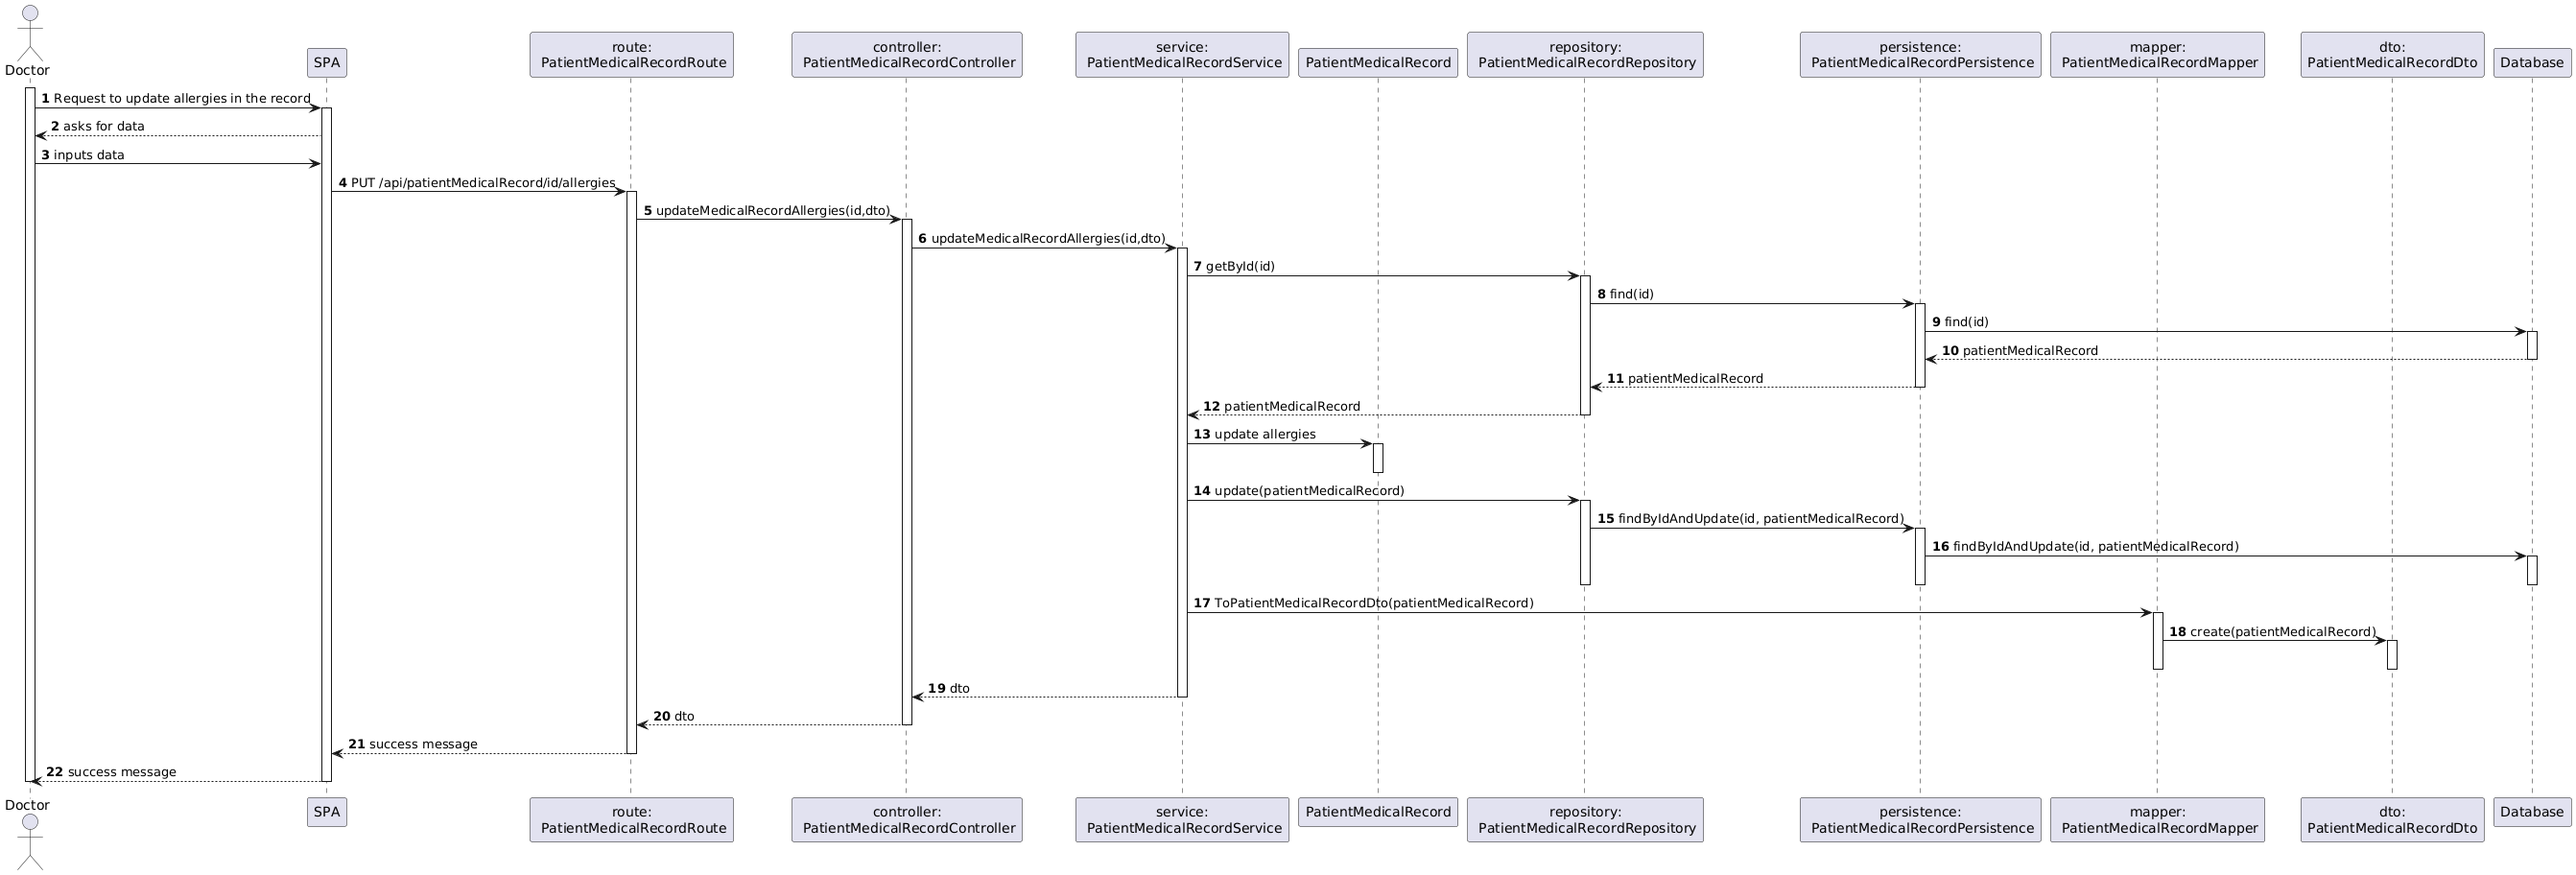 Doctor
SPA
route:
PatientMedicalRecordRoute
controller:
PatientMedicalRecordController
service:
PatientMedicalRecordService
PatientMedicalRecord
repository:
PatientMedicalRecordRepository
persistence:
PatientMedicalRecordPersistence
mapper:
PatientMedicalRecordMapper
dto:
PatientMedicalRecordDto
Database
1 Request to update allergies in the record
2 asks for data
3 inputs data
4 PUT /api/patientMedicalRecord/id/allergies
5 updateMedicalRecordAllergies(id,dto)
6 updateMedicalRecordAllergies(id,dto)
7 getById(id)
8 find(id)
9 find(id)
10 patientMedicalRecord
11 patientMedicalRecord
12 patientMedicalRecord
13 update allergies
14 update(patientMedicalRecord)
15 findByIdAndUpdate(id, patientMedicalRecord)
16 findByIdAndUpdate(id, patientMedicalRecord)
17 ToPatientMedicalRecordDto(patientMedicalRecord)
18 create(patientMedicalRecord)
19 dto
20 dto
21 success message
22 success message
Doctor
SPA
route:
PatientMedicalRecordRoute
controller:
PatientMedicalRecordController
service:
PatientMedicalRecordService
PatientMedicalRecord
repository:
PatientMedicalRecordRepository
persistence:
PatientMedicalRecordPersistence
mapper:
PatientMedicalRecordMapper
dto:
PatientMedicalRecordDto
Database